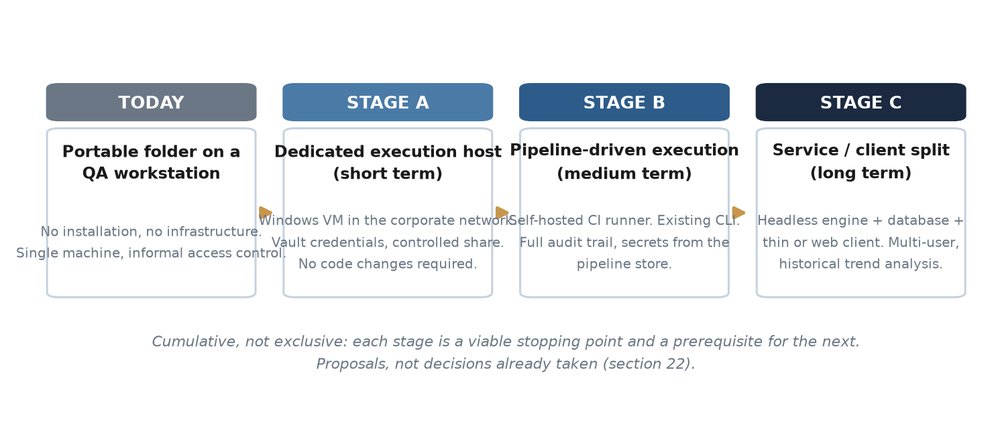 TODAY
Portable folder on a
QA workstation
No installation, no infrastructure.
Single machine, informal access control.
STAGE A
Dedicated execution host
(short term)
Windows VM in the corporate network.
Vault credentials, controlled share.
No code changes required.
STAGE B
Pipeline-driven execution
(medium term)
Self-hosted CI runner. Existing CLI.
Full audit trail, secrets from the
pipeline store.
STAGE C
Service / client split
(long term)
Headless engine + database +
thin or web client. Multi-user,
historical trend analysis.
Cumulative, not exclusive: each stage is a viable stopping point and a prerequisite for the next.
Proposals, not decisions already taken (section 22).